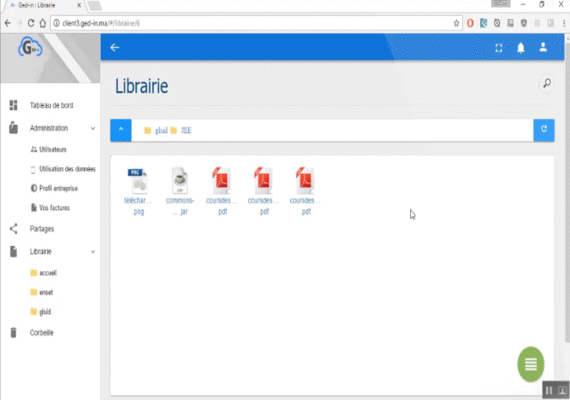 Ged-in : Librairie
client3.ged-in.ma/#/librairie/6
G
Tableau de bord
Administration
Utilisateurs
Utilisation des données
Profil entreprise
Vos factures
Partages
Librairie
accueil
enset
glsid
Corbeille
Librairie
glsid JEE
PNG
téléchar ...
.png
commons-
... .jar
coursdes ...
.pdf
coursdes ...
.pdf
coursdes ...
.pdf